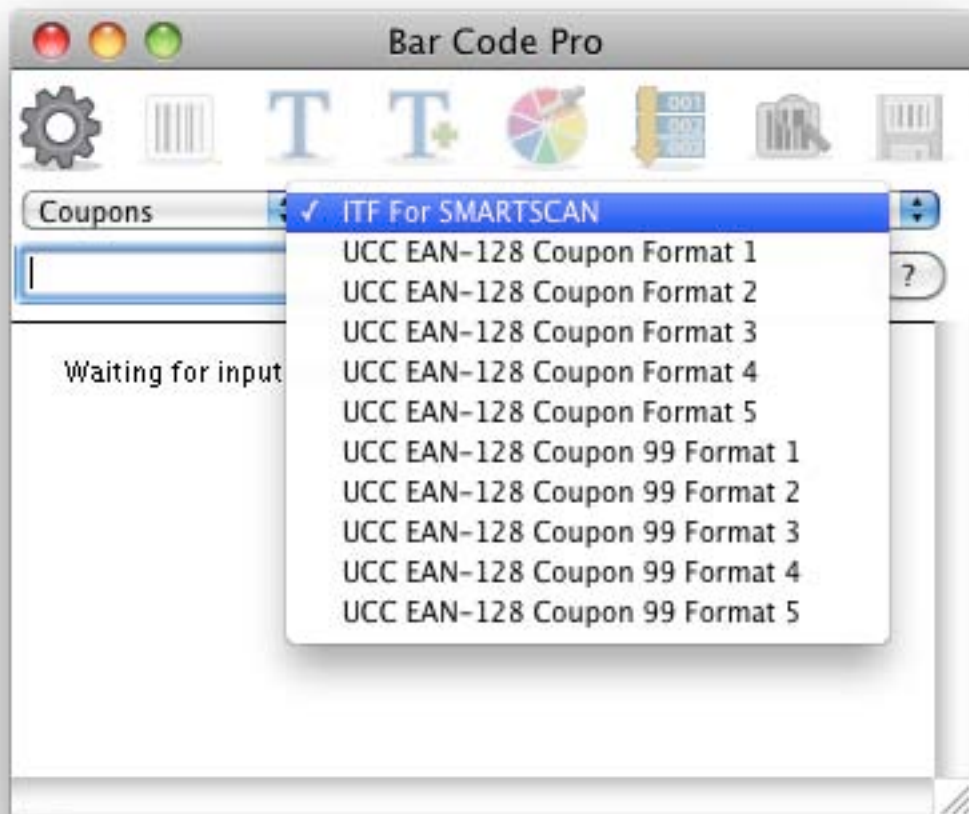 Bar Code Pro
001
002
Coupons
✓ ITF For SMARTSCAN
UCC EAN-128 Coupon Format 1
UCC EAN-128 Coupon Format 2
UCC EAN-128 Coupon Format 3
UCC EAN-128 Coupon Format 4
UCC EAN-128 Coupon Format 5
UCC EAN-128 Coupon 99 Format 1
UCC EAN-128 Coupon 99 Format 2
UCC EAN-128 Coupon 99 Format 3
UCC EAN-128 Coupon 99 Format 4
UCC EAN-128 Coupon 99 Format 5
?
Waiting for input